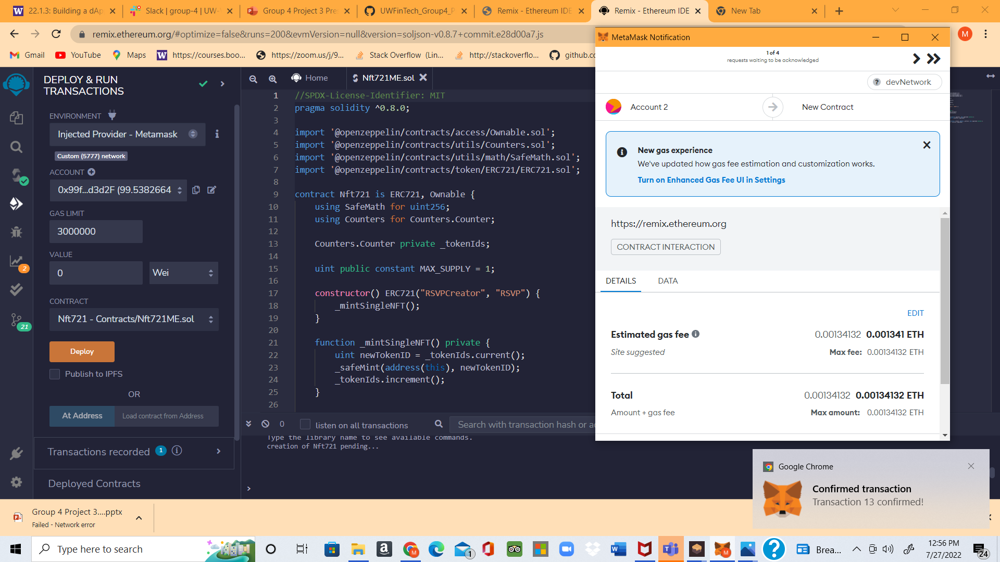 22.1.3: Building a dAp
Slack | group-4 | UW-
Group 4 Project 3 Pre
UWFinTech_Group4_P
Remix - Ethereum IDE
Remix - Ethereum IDE
New Tab
remix.ethereum.org/#optimize=false&runs=200&evmVersion=null&version=soljson-v0.8.7+commit.e28d00a7.js
M
Gmail
YouTube
Maps
https://courses.boo...
https://zoom.us/j/9...
Stack Overflow (Lin...
http://stackoverflo...
github.co
DEPLOY & RUN
TRANSACTIONS
ENVIRONMENT
Injected Provider - Metamask
Custom (5777) network
ACCOUNT
0x99f...d3d2F (99.5382664
GAS LIMIT
3000000
VALUE
0
Wei
CONTRACT
Nft721 - Contracts/Nft721ME.sol
Deploy
Publish to IPFS
OR
At Address
Load contract from Address
Transactions recorded 1
Deployed Contracts
2
21
Home
Nft721ME.sol
1 //SPDX-License-Identifier: MIT
2 pragma solidity ^0.8.0;
3
4 import '@openzeppelin/contracts/access/Ownable.sol';
5 import '@openzeppelin/contracts/utils/Counters.sol';
6 import '@openzeppelin/contracts/utils/math/SafeMath.sol';
7 import '@openzeppelin/contracts/token/ERC721/ERC721.sol';
8
9 contract Nft721 is ERC721, Ownable {
10 using SafeMath for uint256;
11 using Counters for Counters.Counter;
12
13 Counters.Counter private _tokenIds;
14
15 uint public constant MAX_SUPPLY = 1;
16
17 constructor() ERC721("RSVPCreator", "RSVP") {
18 _mintSingleNFT();
19 }
20
21 function _mintSingleNFT() private {
22 uint newTokenID = _tokenIds.current();
23 _safeMint(address(this), newTokenID);
24 _tokenIds.increment();
25 }
26
0
listen on all transactions
Search with transaction hash or ad
Type the library name to see available commands.
creation of Nft721 pending...
>
MetaMask Notification
1 of 4
requests waiting to be acknowledged
devNetwork
Account 2
New Contract
New gas experience
We've updated how gas fee estimation and customization works.
Turn on Enhanced Gas Fee UI in Settings
https://remix.ethereum.org
CONTRACT INTERACTION
DETAILS
DATA
EDIT
Estimated gas fee
0.00134132 0.001341 ETH
Site suggested
Max fee: 0.00134132 ETH
Total
0.00134132 0.00134132 ETH
Amount + gas fee
Max amount: 0.00134132 ETH
Google Chrome
Confirmed transaction
Transaction 13 confirmed!
Group 4 Project 3....pptx
Failed - Network error
Type here to search
1
Brea...
12:56 PM
7/27/2022
24